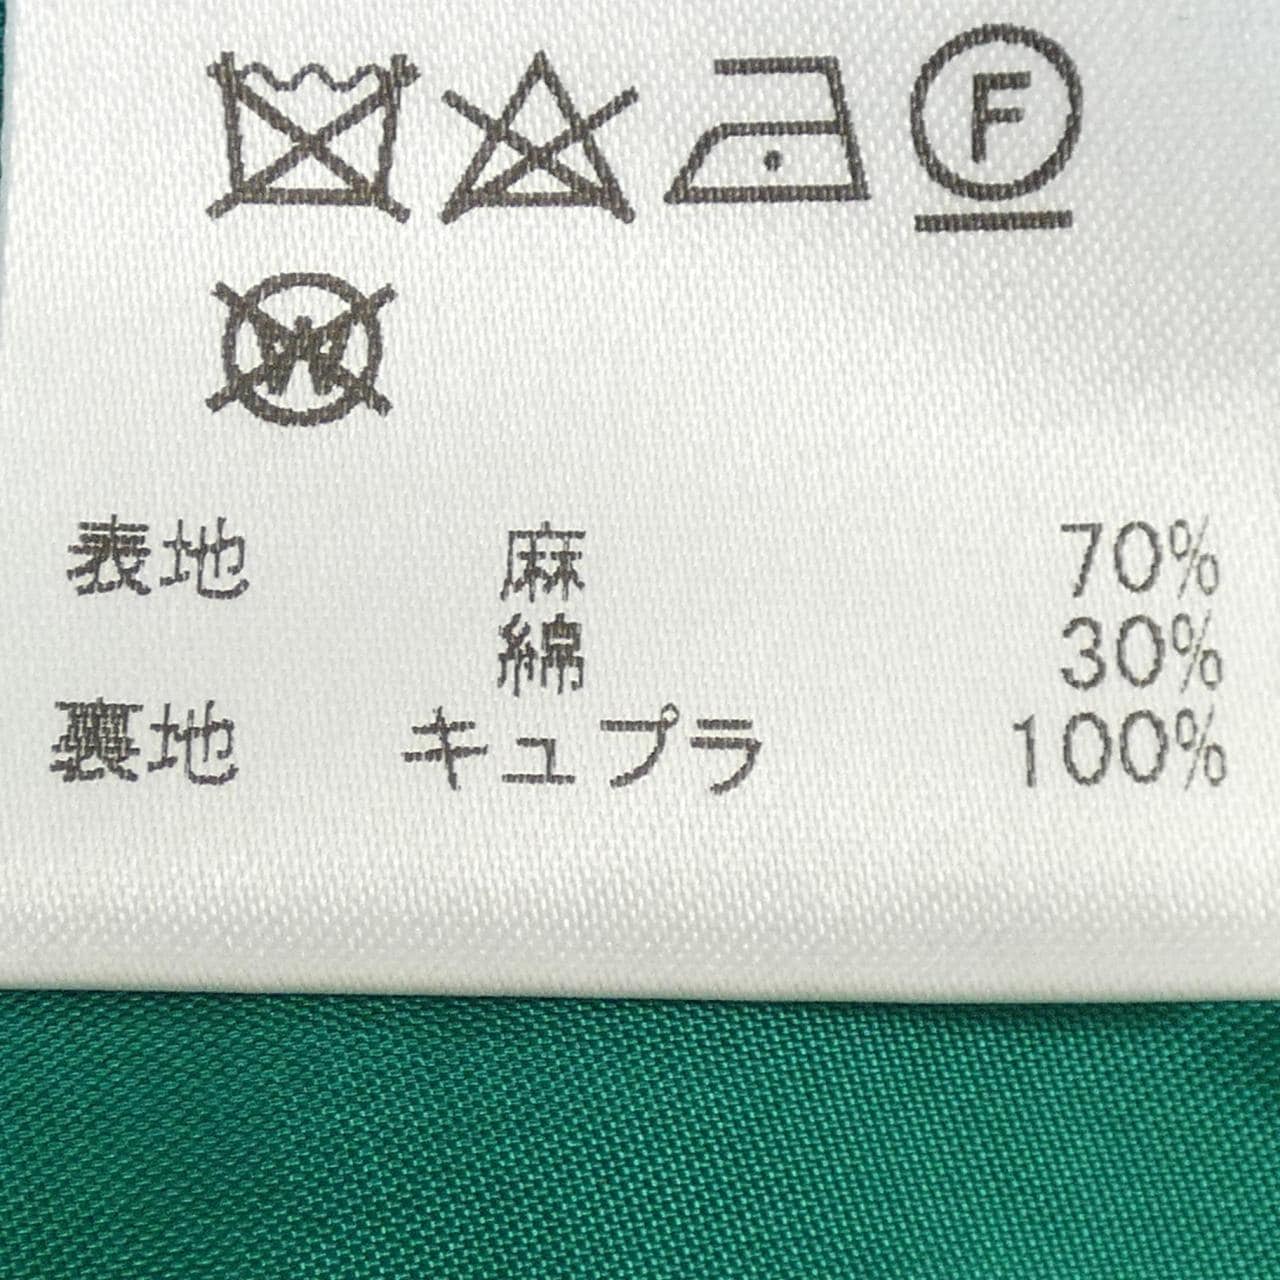 F
W
表地 麻 70%
綿 30%
裏地 キュプラ 100%